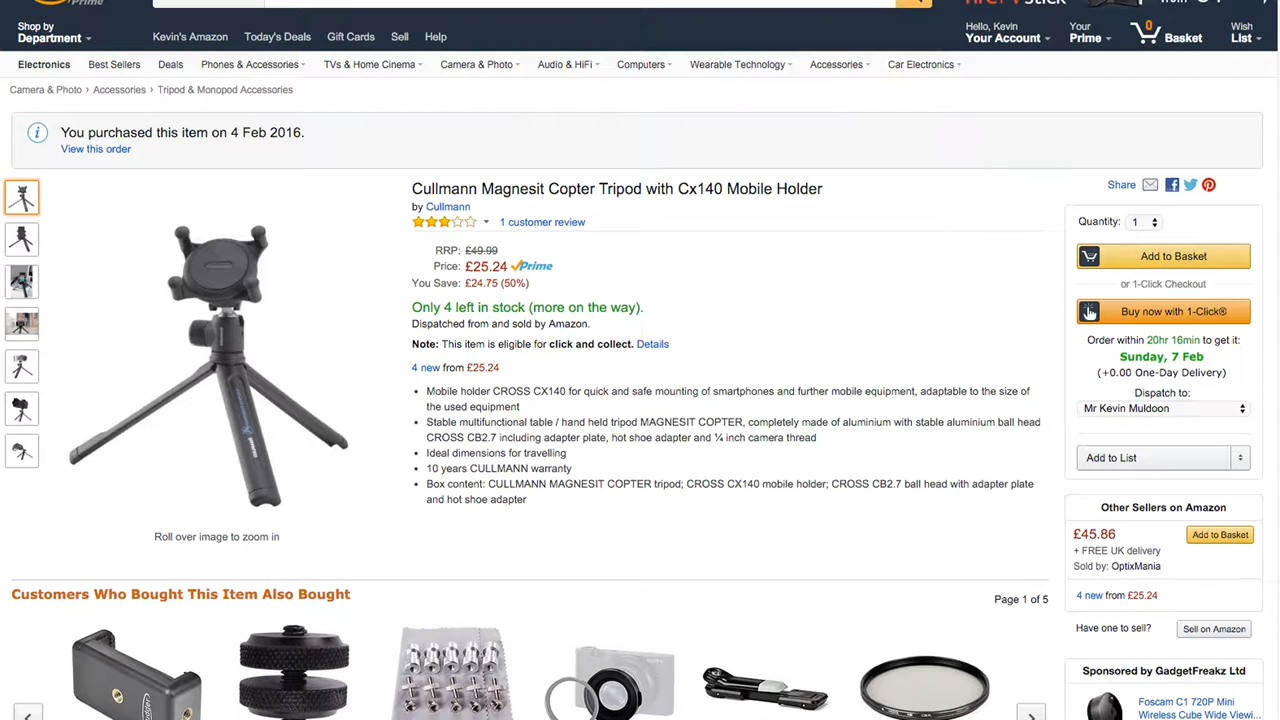 Prime
Shop by
Department
Kevin's Amazon
Today's Deals
Gift Cards
Sell
Help
Hello, Kevin
Your Account
Your
Prime
0
Basket
Wish
List
Electronics
Best Sellers
Deals
Phones & Accessories
TVs & Home Cinema
Camera & Photo
Audio & HiFi
Computers
Wearable Technology
Accessories
Car Electronics
Camera & Photo › Accessories › Tripod & Monopod Accessories
You purchased this item on 4 Feb 2016.
View this order
Cullmann Magnesit Copter Tripod with Cx140 Mobile Holder
by Cullmann
1 customer review
RRP: £49.99
Price: £25.24 Prime
You Save: £24.75 (50%)
Only 4 left in stock (more on the way).
Dispatched from and sold by Amazon.
Note: This item is eligible for click and collect. Details
4 new from £25.24
Mobile holder CROSS CX140 for quick and safe mounting of smartphones and further mobile equipment, adaptable to the size of
the used equipment
Stable multifunctional table / hand held tripod MAGNESIT COPTER, completely made of aluminium with stable aluminium ball head
CROSS CB2.7 including adapter plate, hot shoe adapter and ¼ inch camera thread
Ideal dimensions for travelling
10 years CULLMANN warranty
Box content: CULLMANN MAGNESIT COPTER tripod; CROSS CX140 mobile holder; CROSS CB2.7 ball head with adapter plate
and hot shoe adapter
Roll over image to zoom in
Share
Quantity: 1
Add to Basket
or 1-Click Checkout
Buy now with 1-Click®
Order within 20hr 16min to get it:
Sunday, 7 Feb
(+0.00 One-Day Delivery)
Dispatch to:
Mr Kevin Muldoon
Add to List
Other Sellers on Amazon
£45.86
Add to Basket
+ FREE UK delivery
Sold by: OptixMania
4 new from £25.24
Have one to sell?
Sell on Amazon
Sponsored by GadgetFreakz Ltd
Foscam C1 720P Mini
Wireless Cube Wide Viewi...
Customers Who Bought This Item Also Bought
Page 1 of 5